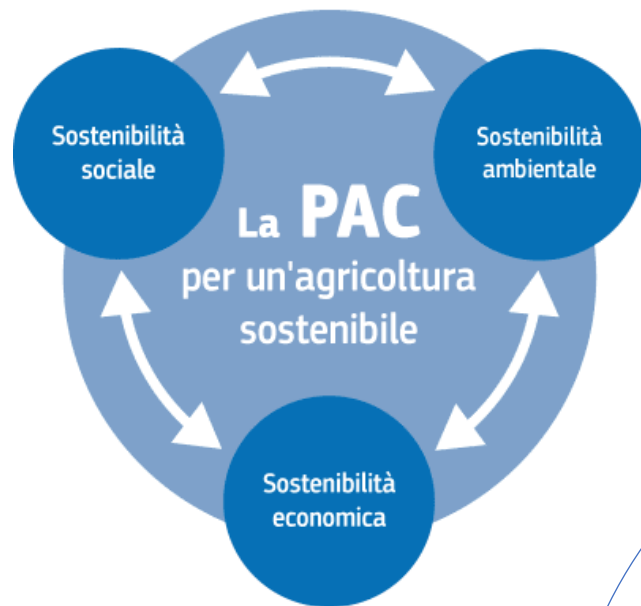 Sostenibilità
sociale
Sostenibilità
ambientale
La PAC
per un'agricoltura
sostenibile
Sostenibilità
economica